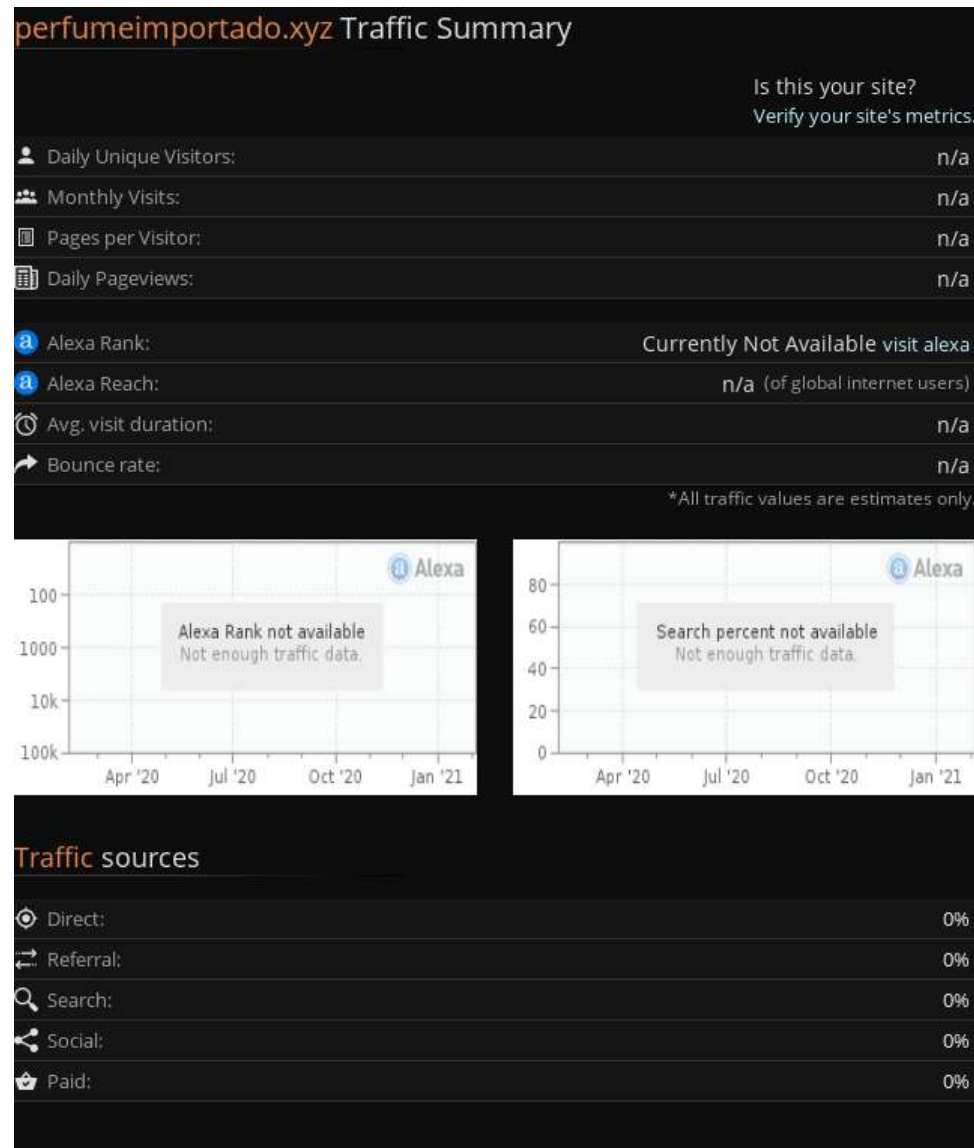 perfumeimportado.xyz Traffic Summary
Is this your site?
Verify your site's metrics.
Daily Unique Visitors: n/a
Monthly Visits: n/a
Pages per Visitor: n/a
Daily Pageviews: n/a
a Alexa Rank: Currently Not Available visit alexa
a Alexa Reach: n/a (of global internet users)
Avg. visit duration: n/a
Bounce rate: n/a
*All traffic values are estimates only.
a Alexa
100
1000
10k
100k
Alexa Rank not available
Not enough traffic data.
Apr '20 Jul '20 Oct '20 Jan '21
a Alexa
80
60
40
20
0
Search percent not available
Not enough traffic data.
Apr '20 Jul '20 Oct '20 Jan '21
Traffic sources
Direct: 0%
Referral: 0%
Search: 0%
Social: 0%
Paid: 0%